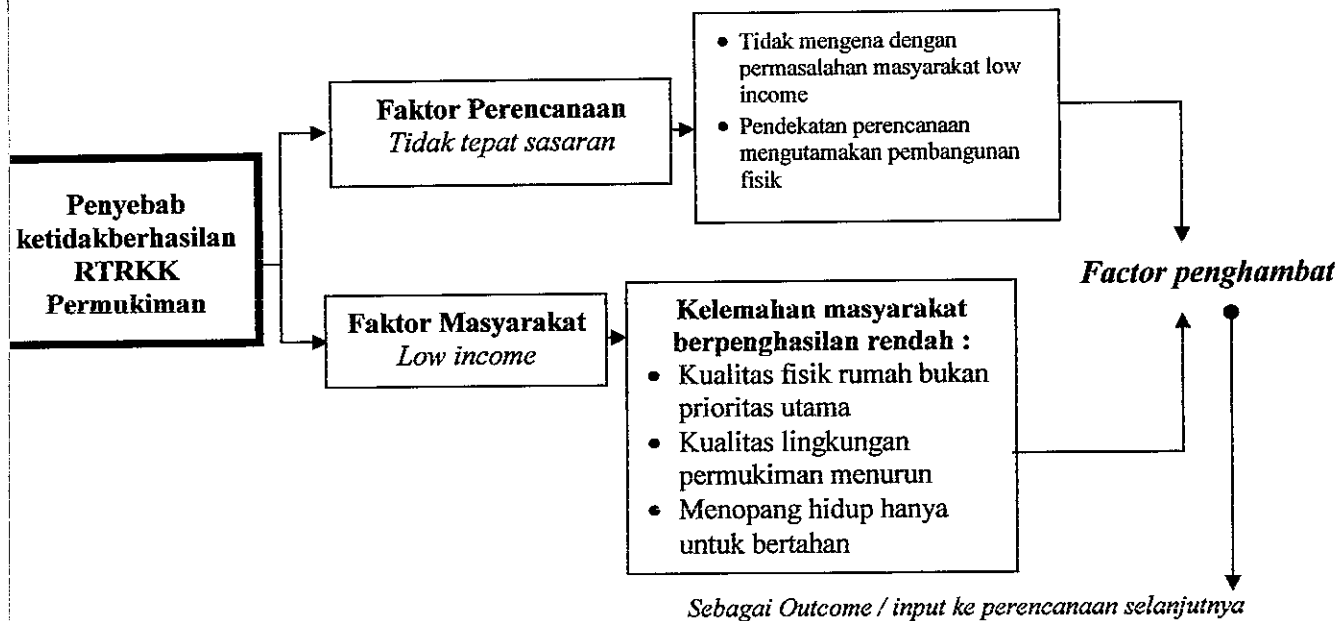 Penyebab
ketidakberhasilan
RTRKK
Permukiman
Faktor Perencanaan
Tidak tepat sasaran
• Tidak mengena dengan
permasalahan masyarakat low
income
• Pendekatan perencanaan
mengutamakan pembangunan
fisik
Faktor Masyarakat
Low income
Kelemahan masyarakat
berpenghasilan rendah :
• Kualitas fisik rumah bukan
prioritas utama
• Kualitas lingkungan
permukiman menurun
• Menopang hidup hanya
untuk bertahan
Factor penghambat
Sebagai Outcome / input ke perencanaan selanjutnya